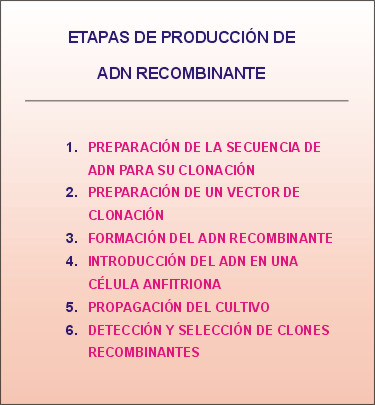 ETAPAS DE PRODUCCIÓN DE
ADN RECOMBINANTE
1. PREPARACIÓN DE LA SECUENCIA DE
ADN PARA SU CLONACIÓN
2. PREPARACIÓN DE UN VECTOR DE
CLONACIÓN
3. FORMACIÓN DEL ADN RECOMBINANTE
4. INTRODUCCIÓN DEL ADN EN UNA
CÉLULA ANFITRIONA
5. PROPAGACIÓN DEL CULTIVO
6. DETECCIÓN Y SELECCIÓN DE CLONES
RECOMBINANTES